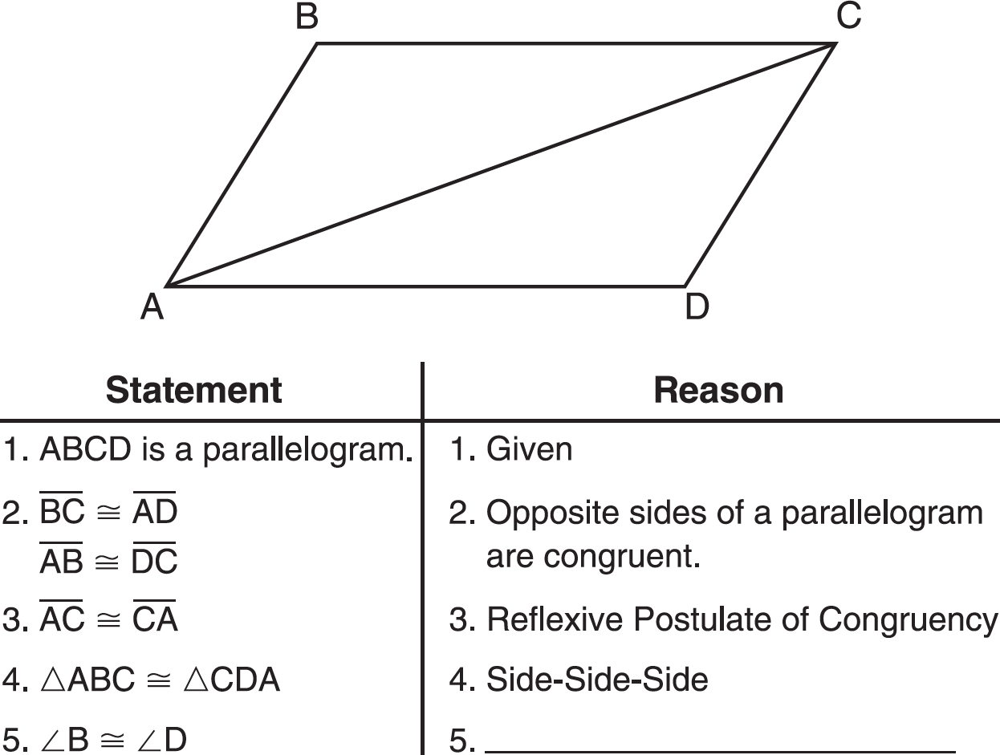 B
C
A
D
Statement
Reason
1. ABCD is a parallelogram.
1. Given
2. B̅C̅ ≅ A̅D̅
A̅B̅ ≅ D̅C̅
2. Opposite sides of a parallelogram
are congruent.
3. A̅C̅ ≅ C̅A̅
3. Reflexive Postulate of Congruency
4. △ABC ≅ △CDA
4. Side-Side-Side
5. ∠B ≅ ∠D
5.